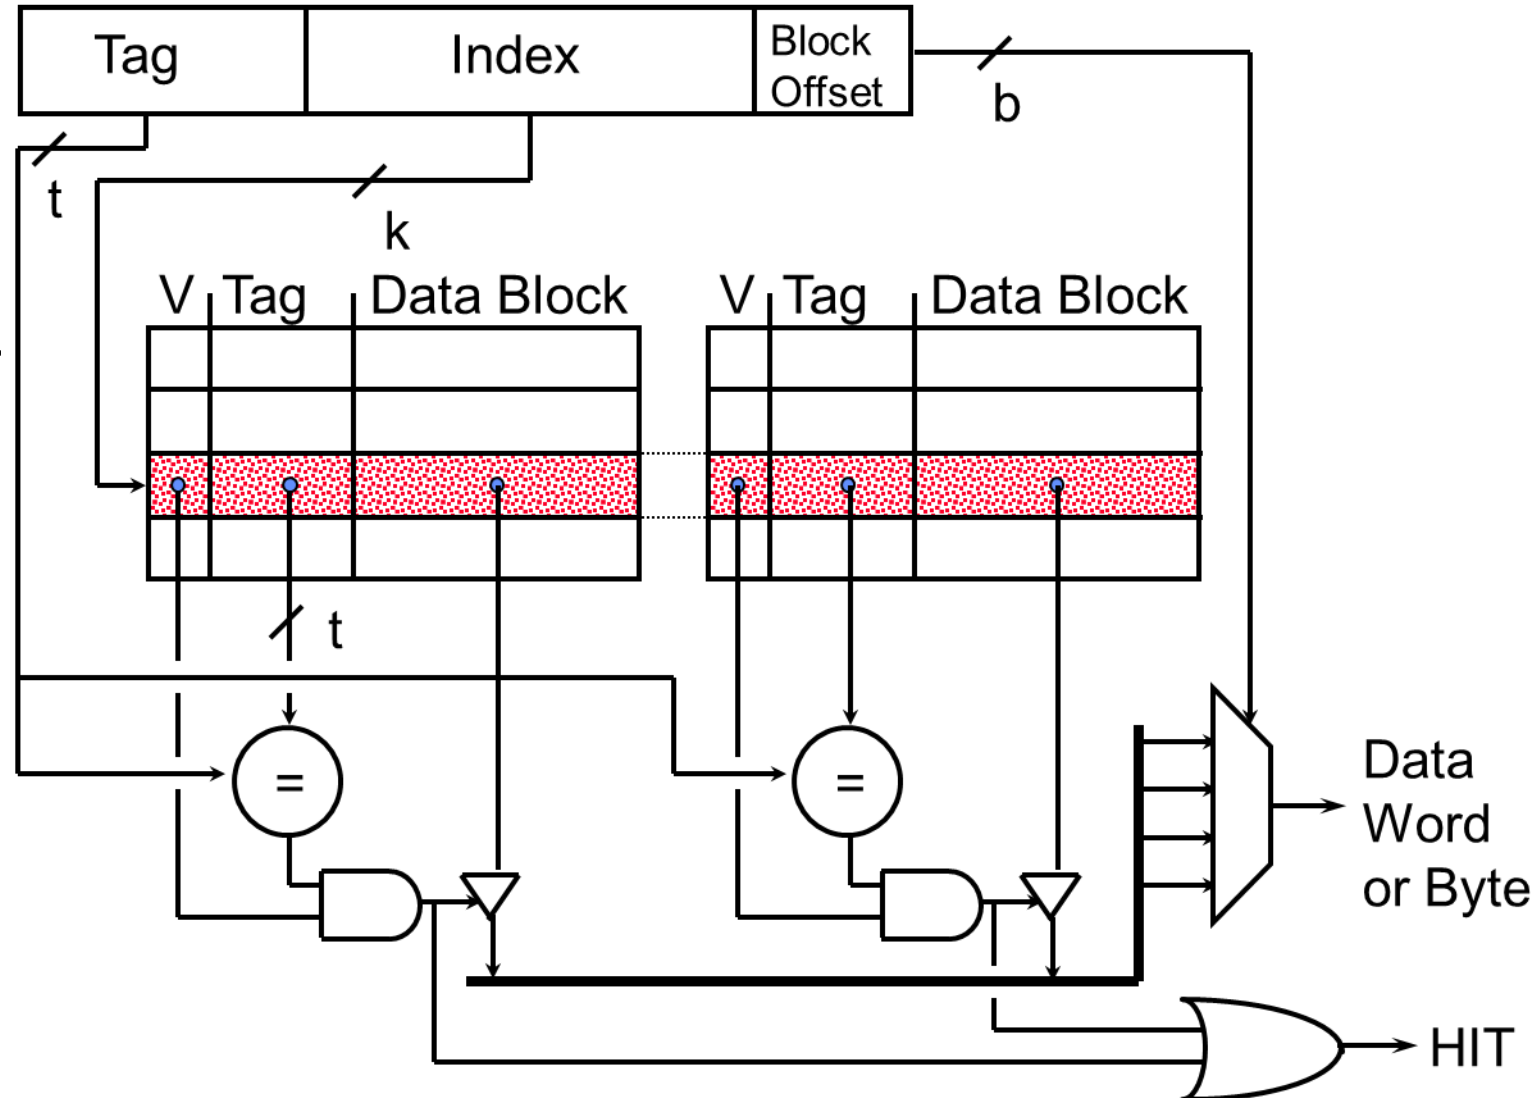 Tag
Index
Block
Offset
b
t
k
V Tag Data Block
V Tag Data Block
t
=
=
Data
Word
or Byte
HIT